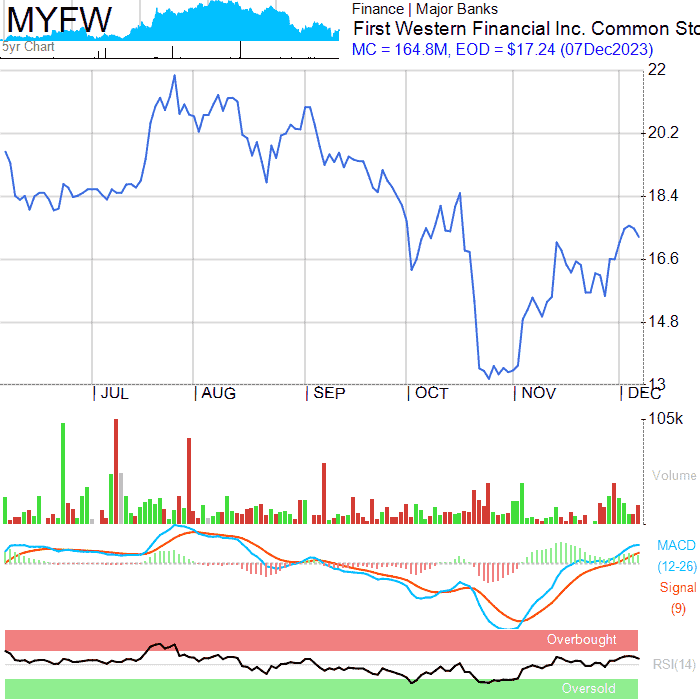 MYFW
5yr Chart
Finance | Major Banks
First Western Financial Inc. Common Sto
MC = 164.8M, EOD = $17.24 (07Dec2023)
22
20.2
18.4
16.6
14.8
13
JUL AUG SEP OCT NOV DEC
105k
Volume
MACD
(12-26)
Signal
(9)
Overbought
RSI(14)
Oversold